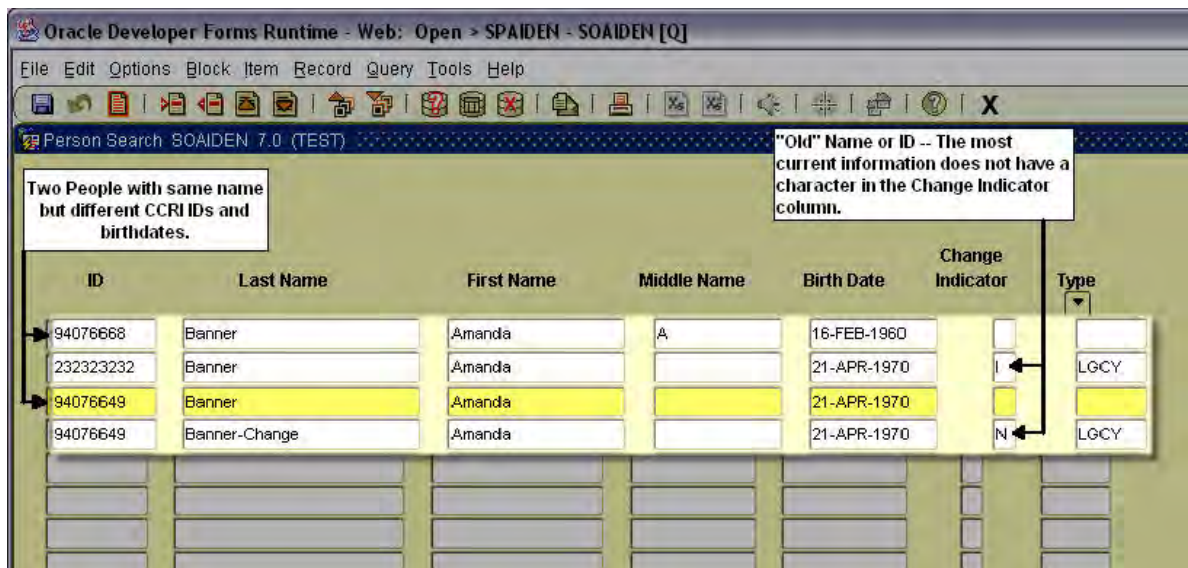 Oracle Developer Forms Runtime - Web: Open > SPAIDEN - SOAIDEN [Q]
File Edit Options Block Item Record Query Tools Help
X
Person Search SOAIDEN 7.0 (TEST)
"Old" Name or ID -- The most
current information does not have a
character in the Change Indicator
column.
Two People with same name
but different CCRI IDs and
birthdates.
Change
ID Last Name First Name Middle Name Birth Date Indicator Type
94076668 Banner Amanda A 16-FEB-1960
232323232 Banner Amanda 21-APR-1970 I LGCY
94076649 Banner Amanda 21-APR-1970
94076649 Banner-Change Amanda 21-APR-1970 N LGCY